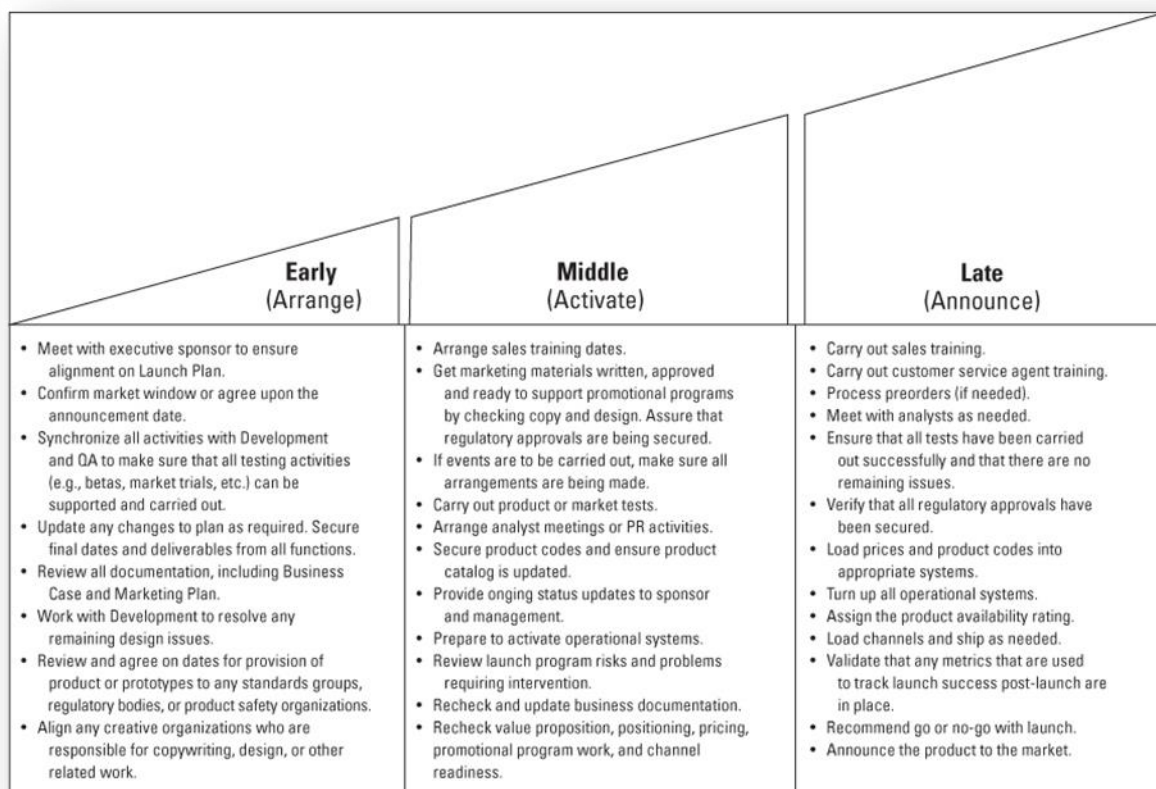 Early
(Arrange)
• Meet with executive sponsor to ensure
alignment on Launch Plan.
• Confirm market window or agree upon the
announcement date.
• Synchronize all activities with Development
and QA to make sure that all testing activities
(e.g., betas, market trials, etc.) can be
supported and carried out.
• Update any changes to plan as required. Secure
final dates and deliverables from all functions.
• Review all documentation, including Business
Case and Marketing Plan.
• Work with Development to resolve any
remaining design issues.
• Review and agree on dates for provision of
product or prototypes to any standards groups,
regulatory bodies, or product safety organizations.
• Align any creative organizations who are
responsible for copywriting, design, or other
related work.
Middle
(Activate)
• Arrange sales training dates.
• Get marketing materials written, approved
and ready to support promotional programs
by checking copy and design. Assure that
regulatory approvals are being secured.
• If events are to be carried out, make sure all
arrangements are being made.
• Carry out product or market tests.
• Arrange analyst meetings or PR activities.
• Secure product codes and ensure product
catalog is updated.
• Provide onging status updates to sponsor
and management.
• Prepare to activate operational systems.
• Review launch program risks and problems
requiring intervention.
• Recheck and update business documentation.
• Recheck value proposition, positioning, pricing,
promotional program work, and channel
readiness.
Late
(Announce)
• Carry out sales training.
• Carry out customer service agent training.
• Process preorders (if needed).
• Meet with analysts as needed.
• Ensure that all tests have been carried
out successfully and that there are no
remaining issues.
• Verify that all regulatory approvals have
been secured.
• Load prices and product codes into
appropriate systems.
• Turn up all operational systems.
• Assign the product availability rating.
• Load channels and ship as needed.
• Validate that any metrics that are used
to track launch success post-launch are
in place.
• Recommend go or no-go with launch.
• Announce the product to the market.